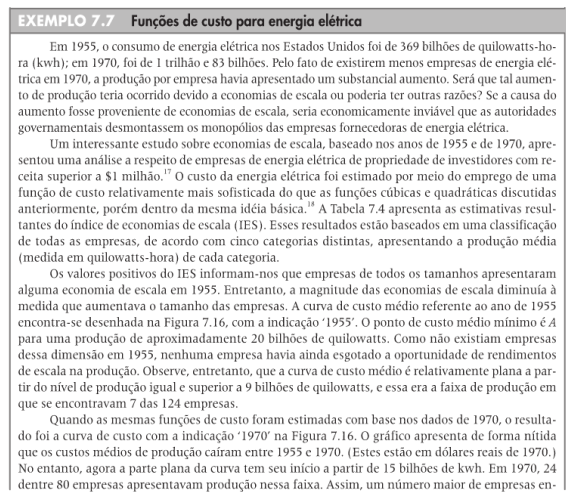 EXEMPLO 7.7 Funções de custo para energia elétrica
Em 1955, o consumo de energia elétrica nos Estados Unidos foi de 369 bilhões de quilowatts-ho-
ra (kwh); em 1970, foi de 1 trilhão e 83 bilhões. Pelo fato de existirem menos empresas de energia elé-
trica em 1970, a produção por empresa havia apresentado um substancial aumento. Será que tal aumen-
to de produção teria ocorrido devido a economias de escala ou poderia ter outras razões? Se a causa do
aumento fosse proveniente de economias de escala, seria economicamente inviável que as autoridades
governamentais desmontassem os monopólios das empresas fornecedoras de energia elétrica.
Um interessante estudo sobre economias de escala, baseado nos anos de 1955 e de 1970, apre-
sentou uma análise a respeito de empresas de energia elétrica de propriedade de investidores com re-
ceita superior a $1 milhão.17 O custo da energia elétrica foi estimado por meio do emprego de uma
função de custo relativamente mais sofisticada do que as funções cúbicas e quadráticas discutidas
anteriormente, porém dentro da mesma idéia básica.18 A Tabela 7.4 apresenta as estimativas resul-
tantes do índice de economias de escala (IES). Esses resultados estão baseados em uma classificação
de todas as empresas, de acordo com cinco categorias distintas, apresentando a produção média
(medida em quilowatts-hora) de cada categoria.
Os valores positivos do IES informam-nos que empresas de todos os tamanhos apresentaram
alguma economia de escala em 1955. Entretanto, a magnitude das economias de escala diminuía à
medida que aumentava o tamanho das empresas. A curva de custo médio referente ao ano de 1955
encontra-se desenhada na Figura 7.16, com a indicação '1955'. O ponto de custo médio mínimo é A
para uma produção de aproximadamente 20 bilhões de quilowatts. Como não existiam empresas
dessa dimensão em 1955, nenhuma empresa havia ainda esgotado a oportunidade de rendimentos
de escala na produção. Observe, entretanto, que a curva de custo médio é relativamente plana a par-
tir do nível de produção igual e superior a 9 bilhões de quilowatts, e essa era a faixa de produção em
que se encontravam 7 das 124 empresas.
Quando as mesmas funções de custo foram estimadas com base nos dados de 1970, o resulta-
do foi a curva de custo com a indicação '1970' na Figura 7.16. O gráfico apresenta de forma nítida
que os custos médios de produção caíram entre 1955 e 1970. (Estes estão em dólares reais de 1970.)
No entanto, agora a parte plana da curva tem seu início a partir de 15 bilhões de kwh. Em 1970, 24
dentre 80 empresas apresentavam produção nessa faixa. Assim, um número maior de empresas en-